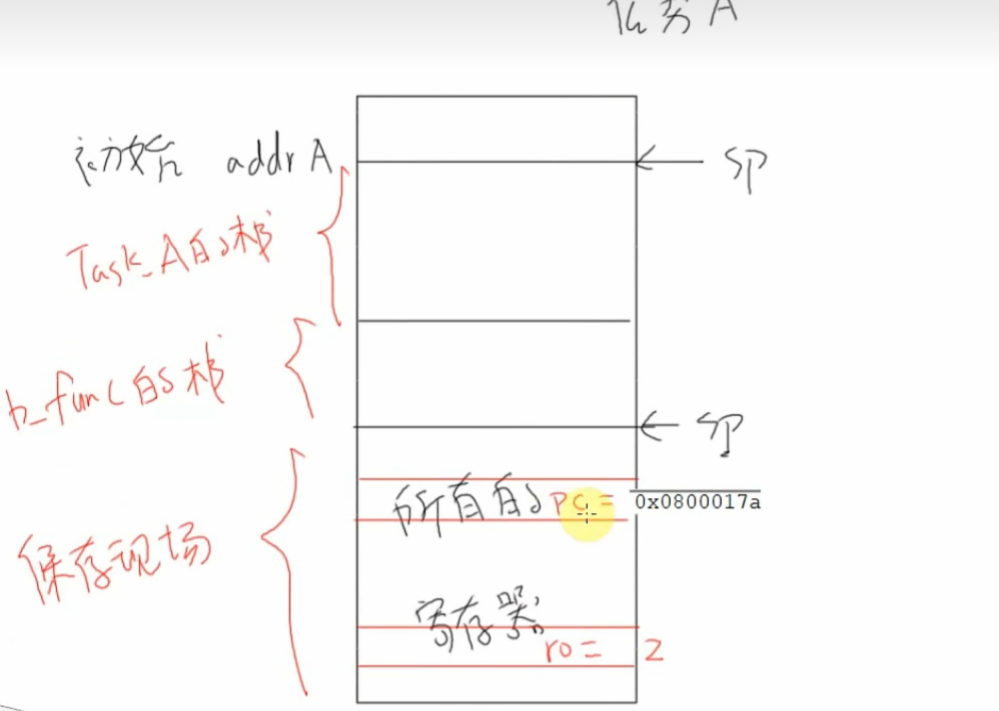 任务A
初始 addr A
SP
Task_A的栈
b_func的栈
SP
所有的 pc = 0x0800017a
保存现场
寄存器
r0 = 2